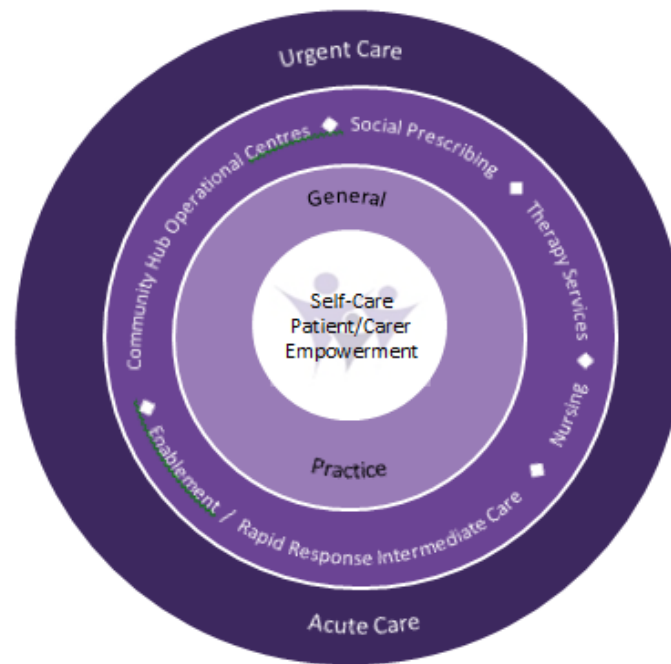 Urgent Care
Community Hub Operational Centres
Social Prescribing
Therapy Services
Nursing
Enablement / Rapid Response Intermediate Care
General
Self-Care
Patient/Carer
Empowerment
Practice
Acute Care